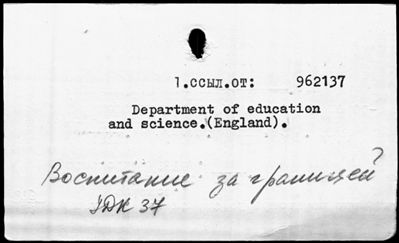 1.ссыл.от: 962137
Department of education
and science.(England).
Воспитание за границей
УДК 37